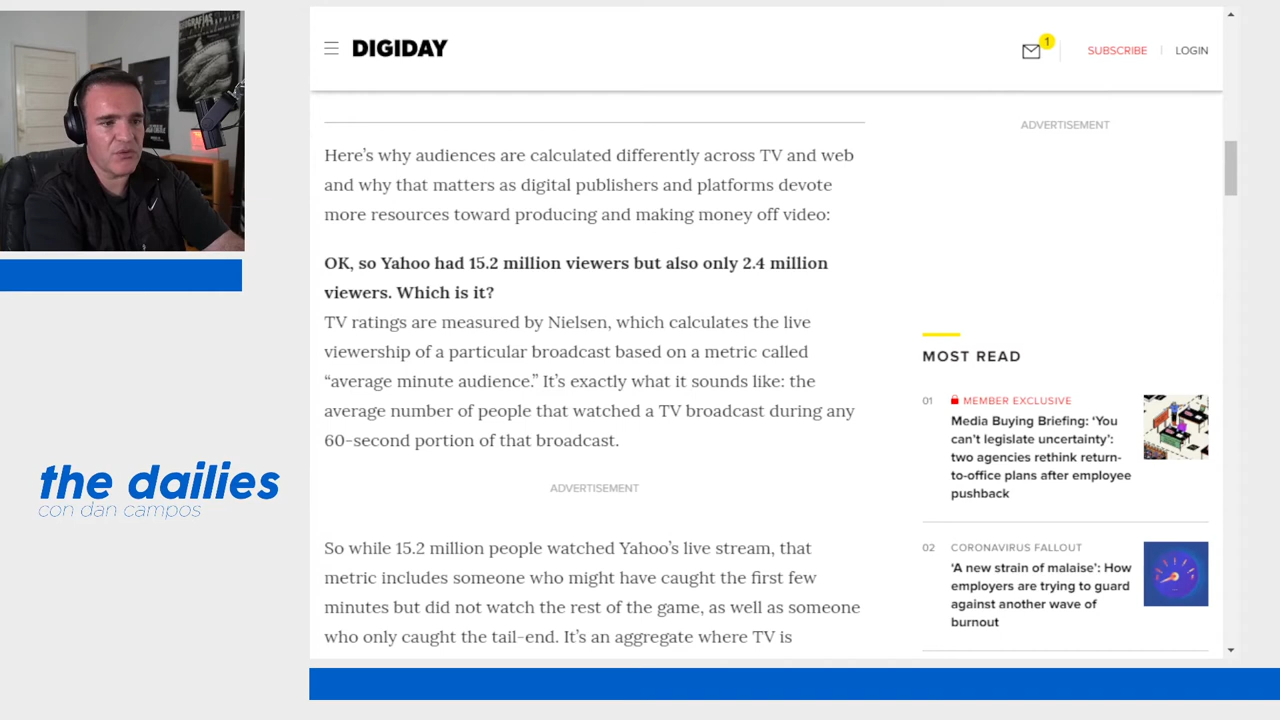 DIGIDAY
1
SUBSCRIBE
LOGIN
ADVERTISEMENT
Here's why audiences are calculated differently across TV and web
and why that matters as digital publishers and platforms devote
more resources toward producing and making money off video:
OK, so Yahoo had 15.2 million viewers but also only 2.4 million
viewers. Which is it?
TV ratings are measured by Nielsen, which calculates the live
viewership of a particular broadcast based on a metric called
“average minute audience.” It's exactly what it sounds like: the
average number of people that watched a TV broadcast during any
60-second portion of that broadcast.
ADVERTISEMENT
So while 15.2 million people watched Yahoo's live stream, that
metric includes someone who might have caught the first few
minutes but did not watch the rest of the game, as well as someone
who only caught the tail-end. It's an aggregate where TV is
MOST READ
01
MEMBER EXCLUSIVE
Media Buying Briefing: ‘You
can't legislate uncertainty’:
two agencies rethink return-
to-office plans after employee
pushback
02
CORONAVIRUS FALLOUT
‘A new strain of malaise’: How
employers are trying to guard
against another wave of
burnout
the dailies
con dan campos